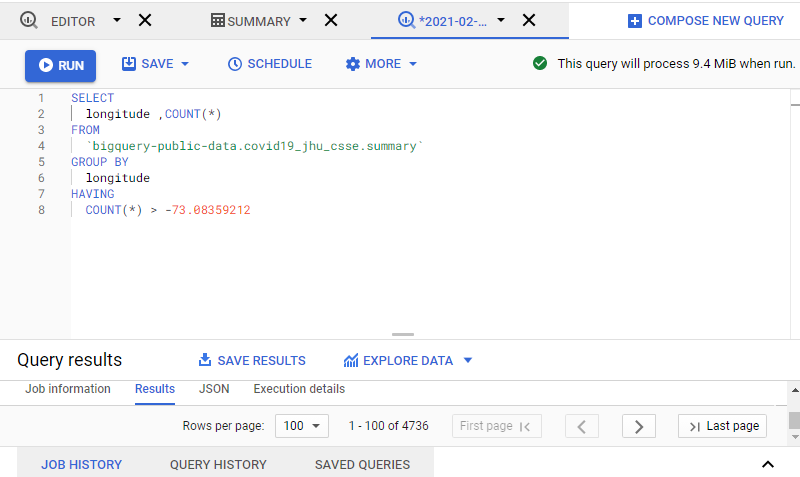 EDITOR SUMMARY *2021-02-... COMPOSE NEW QUERY
RUN SAVE SCHEDULE MORE This query will process 9.4 MiB when run.
1 SELECT
2 longitude ,COUNT(*)
3 FROM
4 `bigquery-public-data.covid19_jhu_csse.summary`
5 GROUP BY
6 longitude
7 HAVING
8 COUNT(*) > -73.08359212
Query results SAVE RESULTS EXPLORE DATA
Job information Results JSON Execution details
Rows per page: 100 1 - 100 of 4736 First page Last page
JOB HISTORY QUERY HISTORY SAVED QUERIES